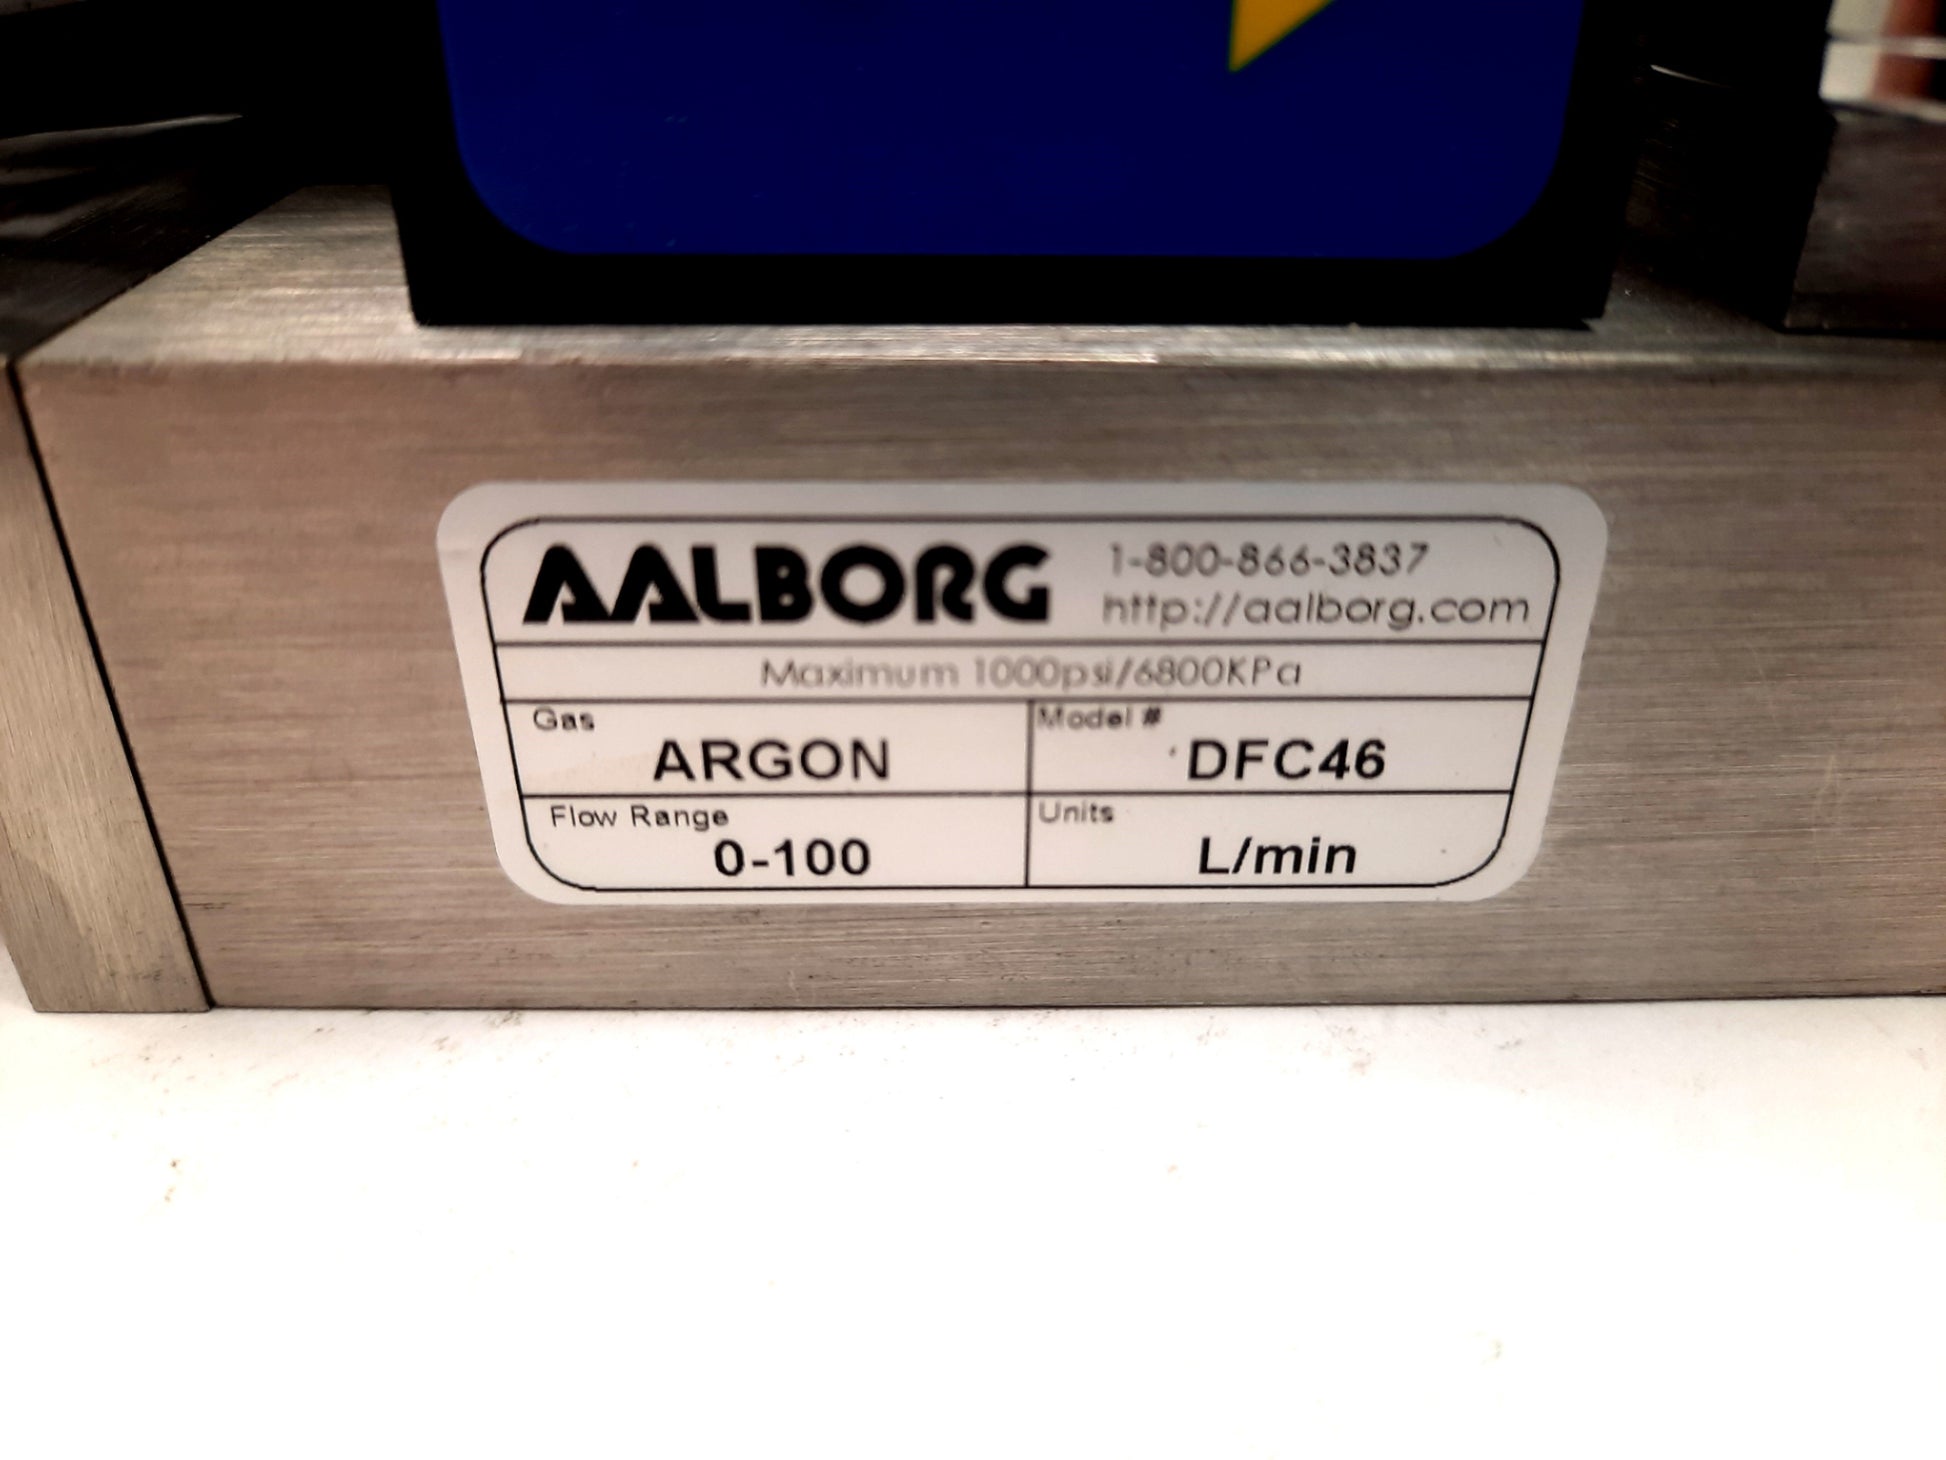 AALBORG
1-800-866-3837
http://aalborg.com
Maximum 1000psi/6800KPa
Gas
ARGON
Model #
DFC46
Flow Range
0-100
Units
L/min